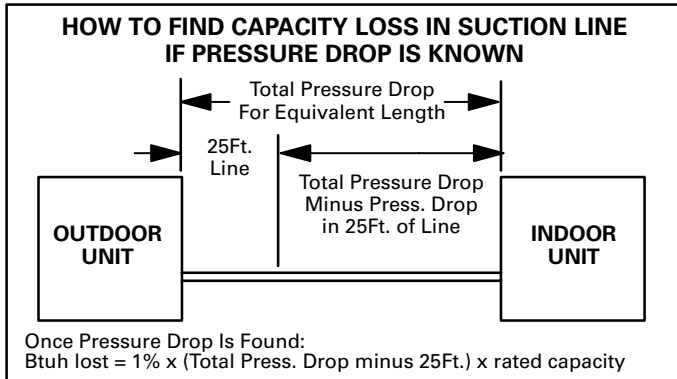 HOW TO FIND CAPACITY LOSS IN SUCTION LINE
IF PRESSURE DROP IS KNOWN
Total Pressure Drop
For Equivalent Length
25Ft.
Line
Total Pressure Drop
Minus Press. Drop
in 25Ft. of Line
OUTDOOR
UNIT
INDOOR
UNIT
Once Pressure Drop Is Found:
Btuh lost = 1% x (Total Press. Drop minus 25Ft.) x rated capacity